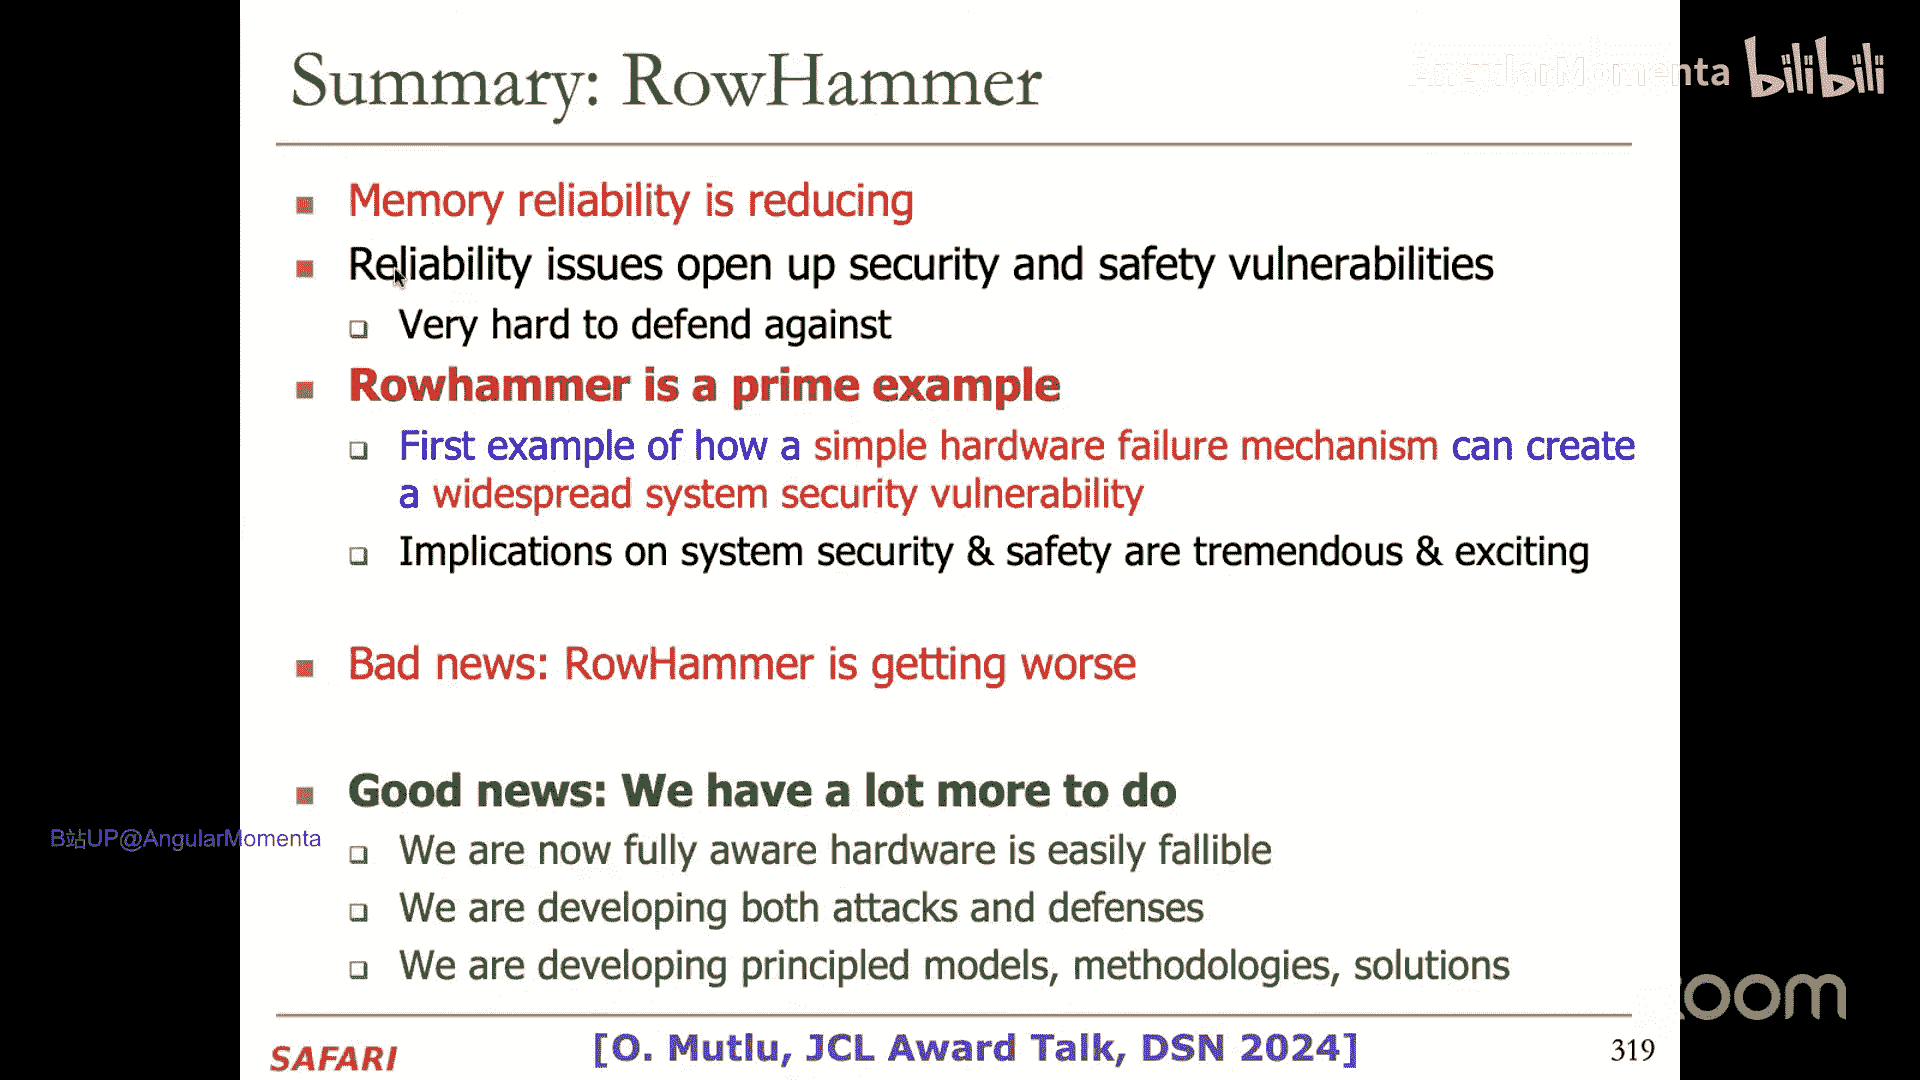 Summary: RowHammer
bilibili
Memory reliability is reducing
Reliability issues open up security and safety vulnerabilities
Very hard to defend against
Rowhammer is a prime example
First example of how a simple hardware failure mechanism can create
a widespread system security vulnerability
Implications on system security & safety are tremendous & exciting
Bad news: RowHammer is getting worse
Good news: We have a lot more to do
B站UP@AngularMomenta
We are now fully aware hardware is easily fallible
We are developing both attacks and defenses
We are developing principled models, methodologies, solutions
zoom
SAFARI
[O. Mutlu, JCL Award Talk, DSN 2024]
319